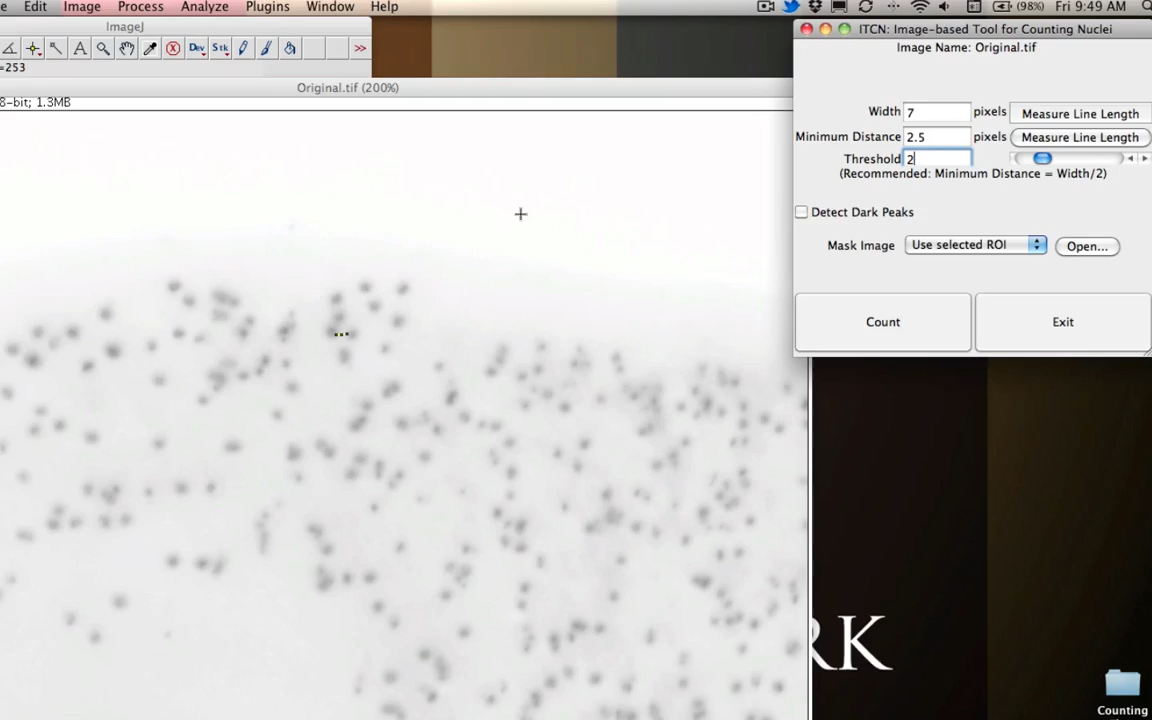 e Edit Image Process Analyze Plugins Window Help (98%) Fri 9:49 AM
ImageJ
Dev Stk >>
=253
Original.tif (200%)
8-bit; 1.3MB
ITCN: Image-based Tool for Counting Nuclei
Image Name: Original.tif
Width 7 pixels Measure Line Length
Minimum Distance 2.5 pixels Measure Line Length
Threshold 2
(Recommended: Minimum Distance = Width/2)
Detect Dark Peaks
Mask Image Use selected ROI Open...
Count Exit
RK
Counting